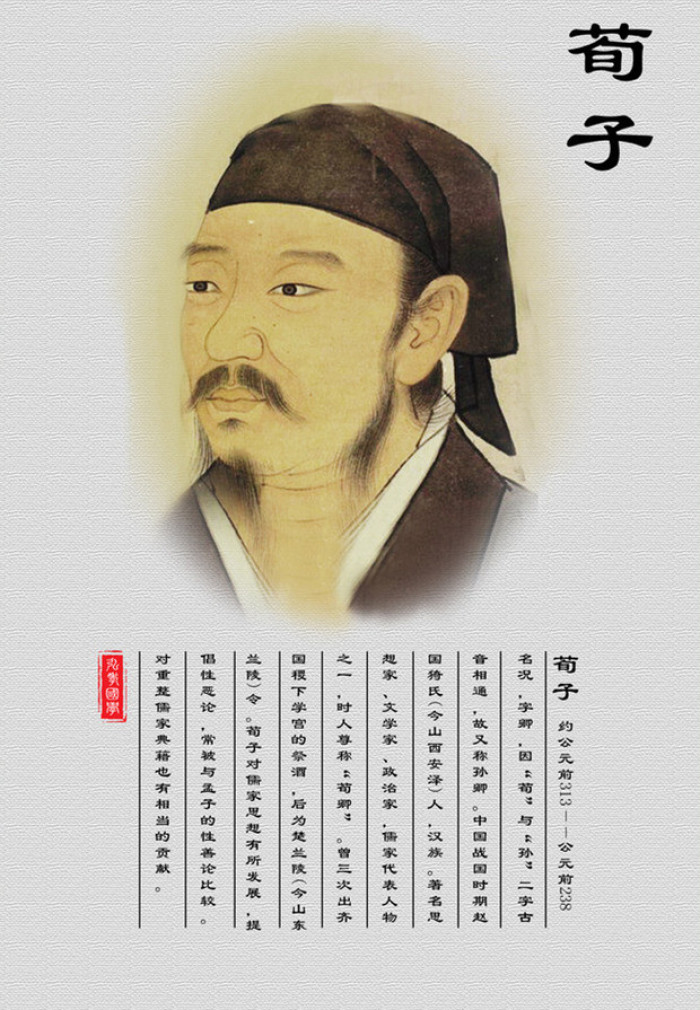 荀子
荀子 约公元前313——公元前238
名况，字卿，因“荀”与“孙”二字古
音相通，故又称孙卿。中国战国时期赵
国猗氏（今山西安泽）人，汉族。著名思
想家、文学家、政治家，儒家代表人物
之一，时人尊称“荀卿”。曾三次出齐
国稷下学宫的祭酒，后为楚兰陵（今山东
兰陵）令。荀子对儒家思想有所发展，提
倡性恶论，常被与孟子的性善论比较。
对重整儒家典籍也有相当的贡献。
弘秉國學